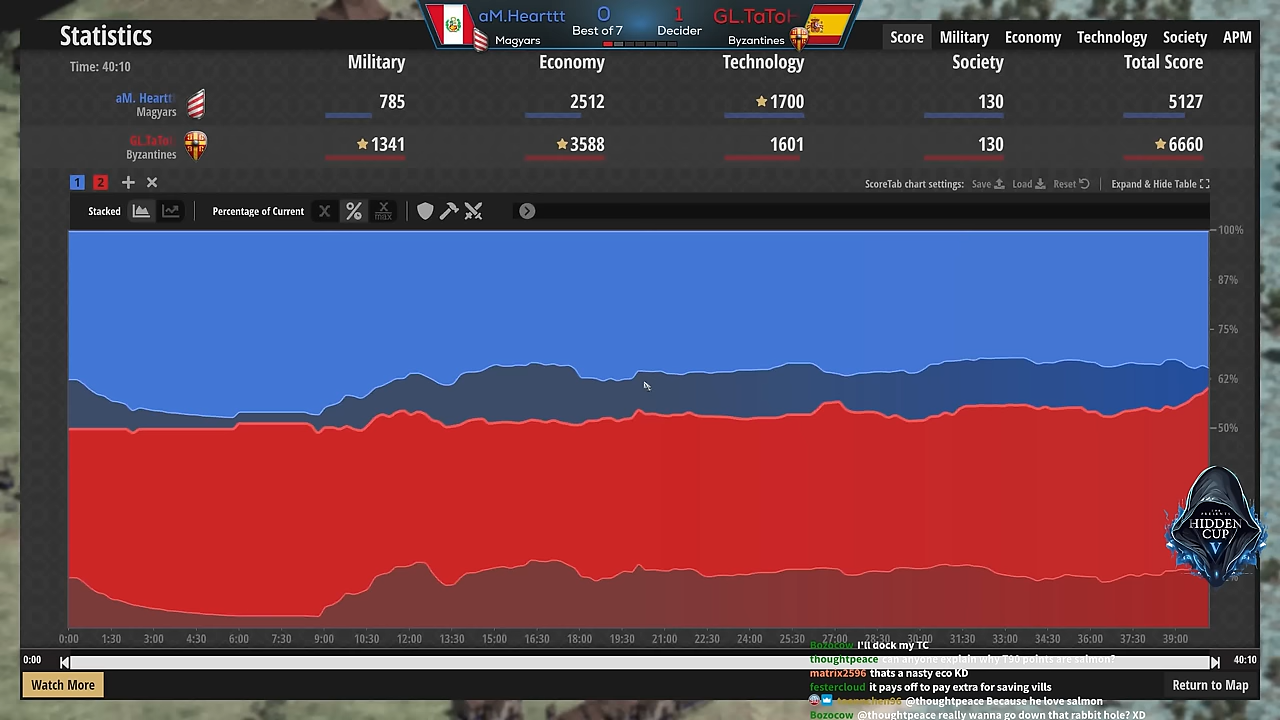 Statistics
aM.Hearttt 0 1 GL.TaToH
Magyars Best of 7 Decider Byzantines
Score Military Economy Technology Society APM
Time: 40:10
Military Economy Technology Society Total Score
aM. Heartt 785 2512 1700 130 5127
Magyars
GL.TaTo 1341 3588 1601 130 6660
Byzantines
1 2
ScoreTab chart settings: Save Load Reset Expand & Hide Table
Stacked Percentage of Current X % X max
100%
87%
75%
62%
50%
HIDDEN
CUP
V
0:00 1:30 3:00 4:30 6:00 7:30 9:00 10:30 12:00 13:30 15:00 16:30 18:00 19:30 21:00 22:30 24:00 25:30 27:00 28:30 30:00 31:30 33:00 34:30 36:00 37:30 39:00
Bozocow I'll dock my TC
0:00 40:10
thoughtpeace can anyone explain why T90 points are salmon?
matrix2596 thats a nasty eco KD
Watch More Return to Map
festercloud it pays off to pay extra for saving vills
@thoughtpeace Because he love salmon
Bozocow @thoughtpeace really wanna go down that rabbit hole? XD